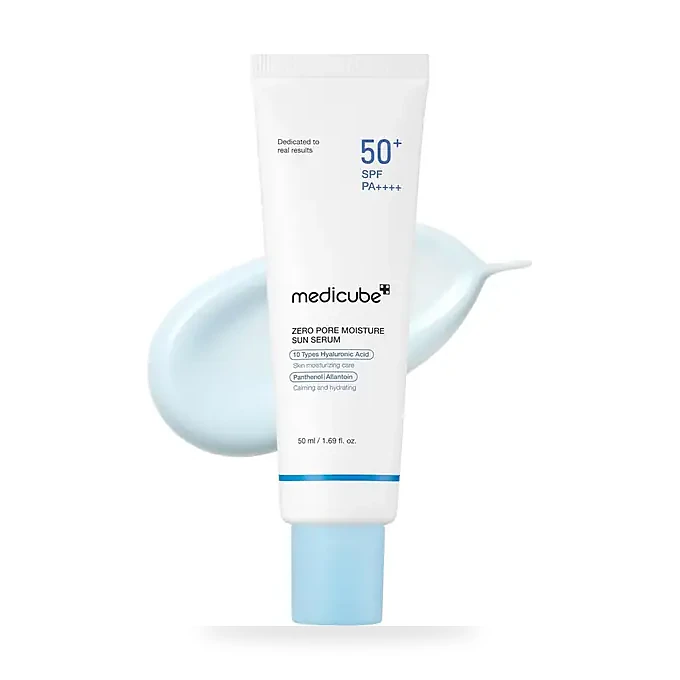 Dedicated to
real results
50+
SPF
PA++++
medicube
ZERO PORE MOISTURE
SUN SERUM
10 Types Hyaluronic Acid
Skin moisturizing care
Panthenol|Allantoin
Calming and hydrating
50 ml / 1.69 fl. oz.